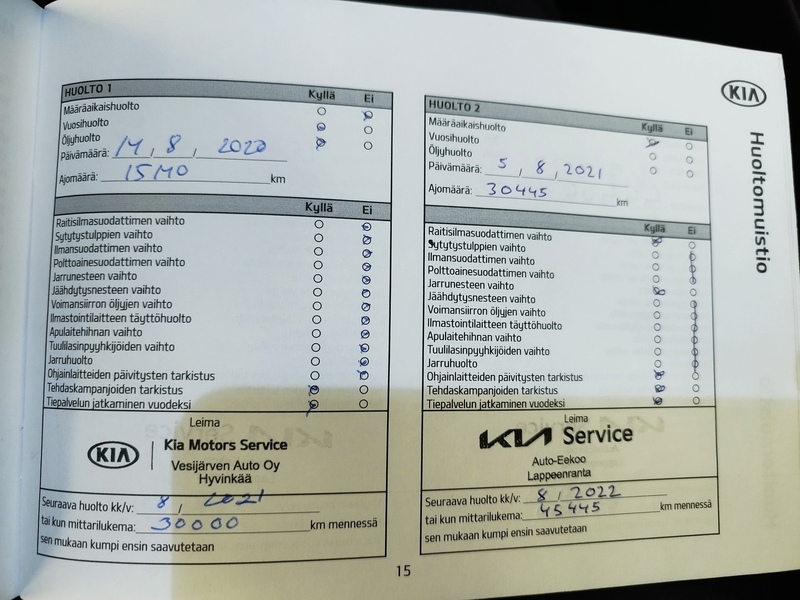 HUOLTO 1
Kyllä Ei
Määräaikaishuolto
Vuosihuolto
Öljyhuolto
Päivämäärä: 14, 8, 2020
Ajomäärä: 15140 km
Kyllä Ei
Raitisilmasuodattimen vaihto
Sytytystulppien vaihto
Ilmansuodattimen vaihto
Polttoainesuodattimen vaihto
Jarrunesteen vaihto
Jäähdytysnesteen vaihto
Voimansiirron öljyjen vaihto
Ilmastointilaitteen täyttöhuolto
Apulaitehihnan vaihto
Tuulilasinpyyhkijöiden vaihto
Jarruhuolto
Ohjainlaitteiden päivitysten tarkistus
Tehdaskampanjoiden tarkistus
Tiepalvelun jatkaminen vuodeksi
Leima
KIA Kia Motors Service
Vesijärven Auto Oy
Hyvinkää
Seuraava huolto kk/v: 8 / 2021
tai kun mittarilukema: 30000 km mennessä
sen mukaan kumpi ensin saavutetaan
HUOLTO 2
Kyllä Ei
Määräaikaishuolto
Vuosihuolto
Öljyhuolto
Päivämäärä: 5, 8, 2021
Ajomäärä: 30445 km
Kyllä Ei
Raitisilmasuodattimen vaihto
Sytytystulppien vaihto
Ilmansuodattimen vaihto
Polttoainesuodattimen vaihto
Jarrunesteen vaihto
Jäähdytysnesteen vaihto
Voimansiirron öljyjen vaihto
Ilmastointilaitteen täyttöhuolto
Apulaitehihnan vaihto
Tuulilasinpyyhkijöiden vaihto
Jarruhuolto
Ohjainlaitteiden päivitysten tarkistus
Tehdaskampanjoiden tarkistus
Tiepalvelun jatkaminen vuodeksi
Leima
KIA Service
Auto-Eekoo
Lappeenranta
Seuraava huolto kk/v: 8 / 2022
tai kun mittarilukema: 45445 km mennessä
sen mukaan kumpi ensin saavutetaan
KIA
Huoltomuistio
15